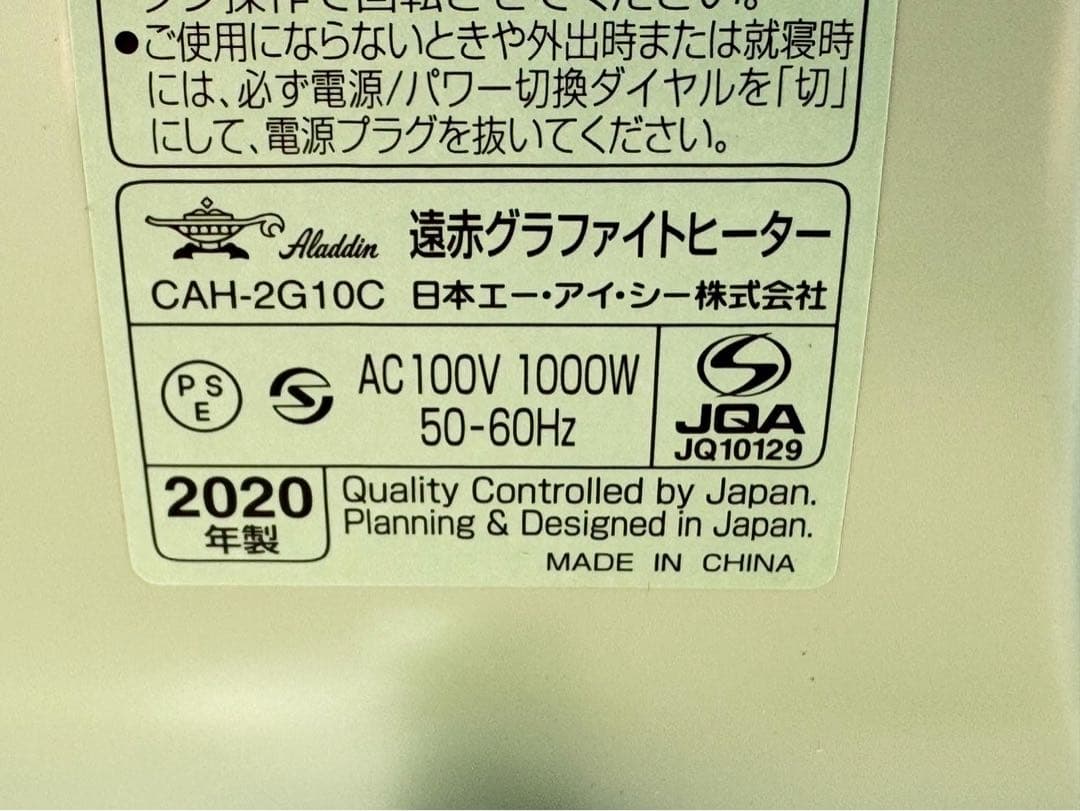 ●ご使用にならないときや外出時または就寝時
には、必ず電源/パワー切換ダイヤルを「切」
にして、電源プラグを抜いてください。
Aladdin 遠赤グラファイトヒーター
CAH-2G10C 日本エー・アイ・シー株式会社
PS
E
AC100V 1000W
50-60Hz
JQA
JQ10129
2020
年製
Quality Controlled by Japan.
Planning & Designed in Japan.
MADE IN CHINA